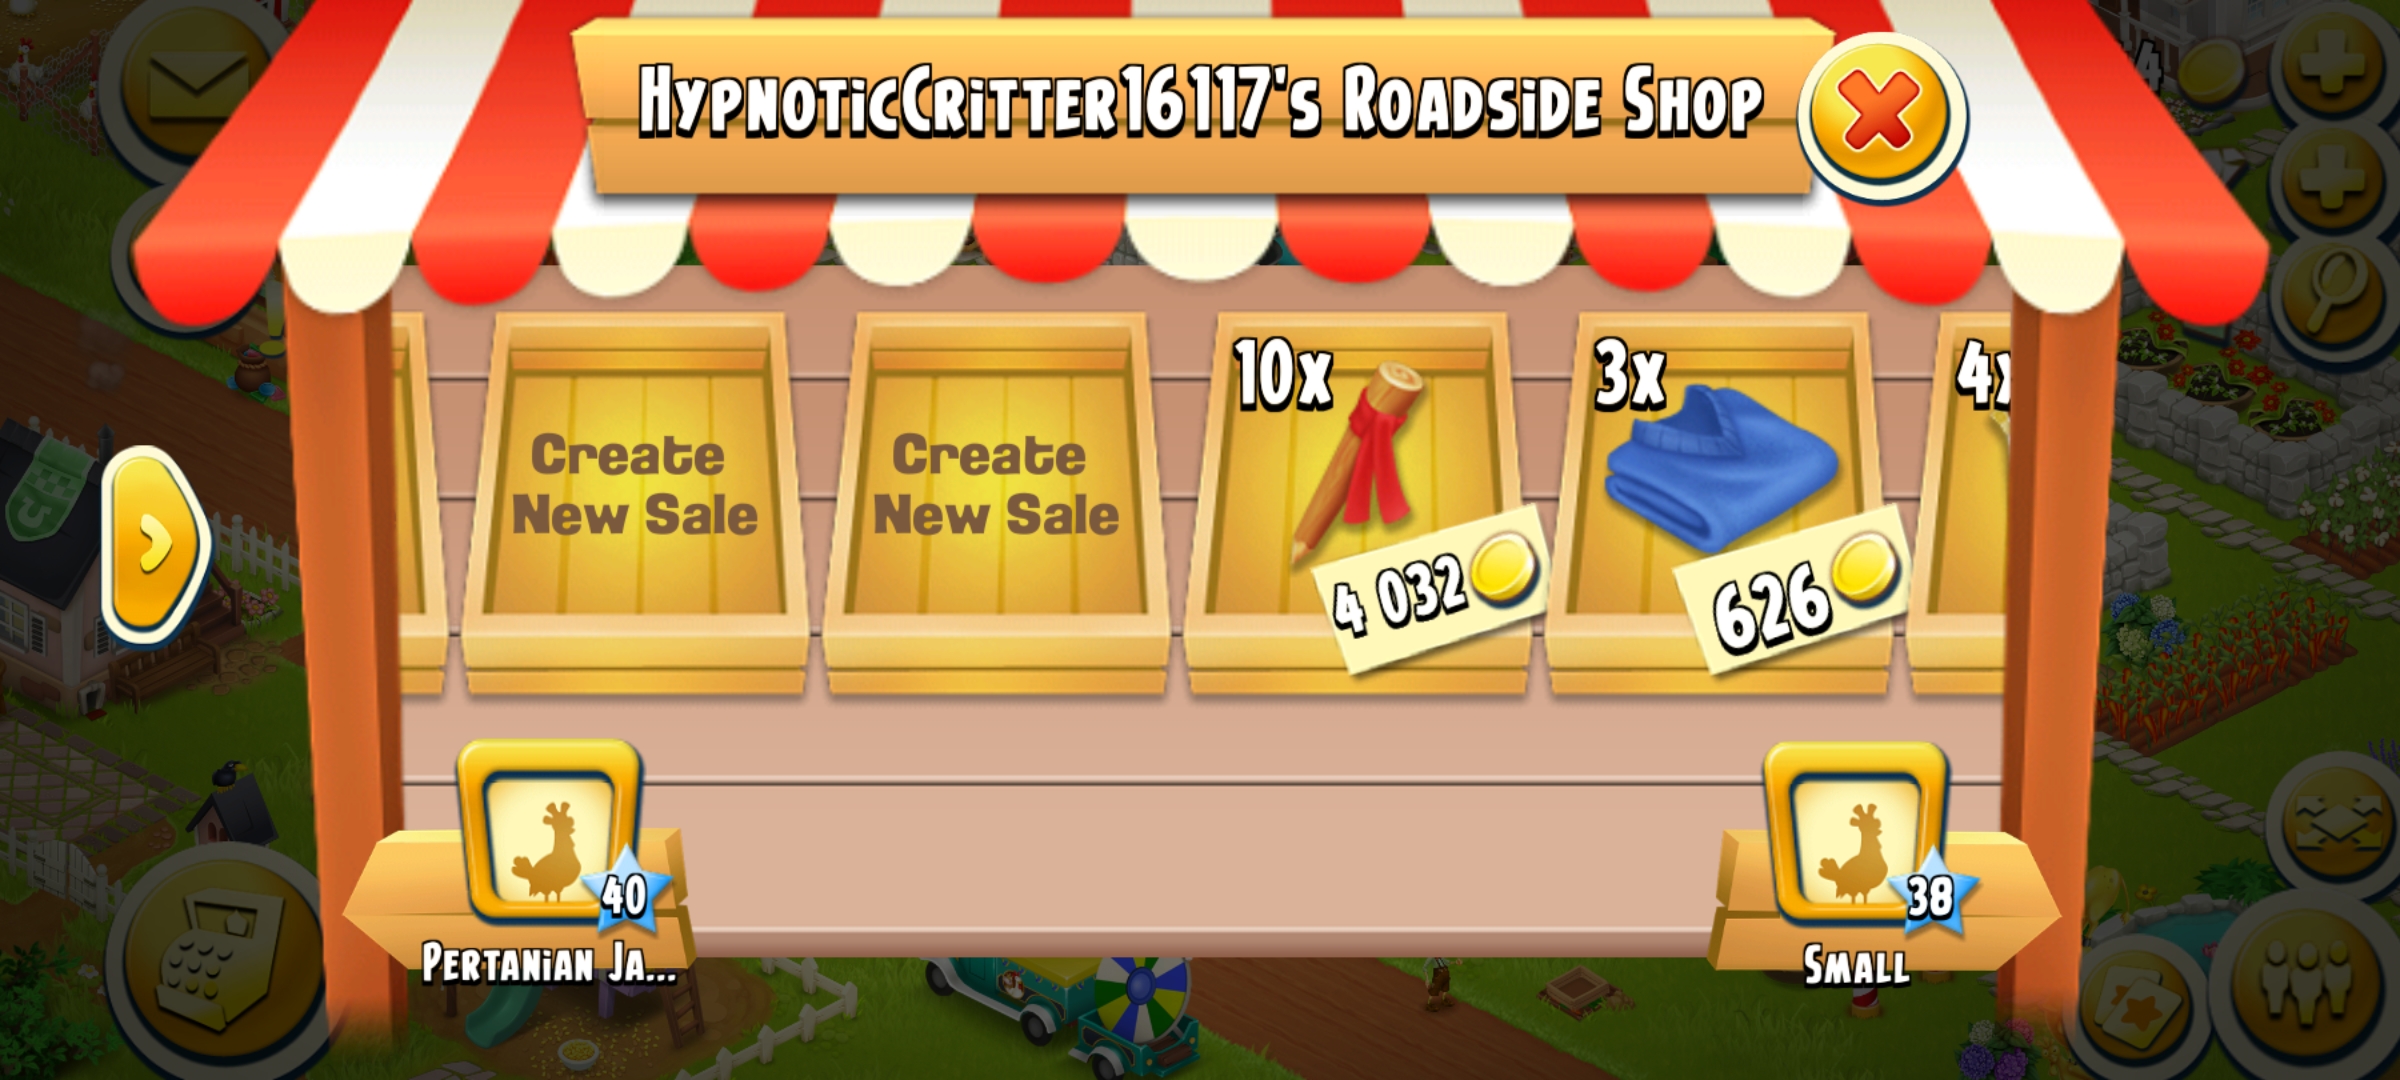 HypnoticCritter16117's Roadside Shop
Create
New Sale
Create
New Sale
10x
4 032
3x
626
4x
40
Pertanian Ja...
38
Small